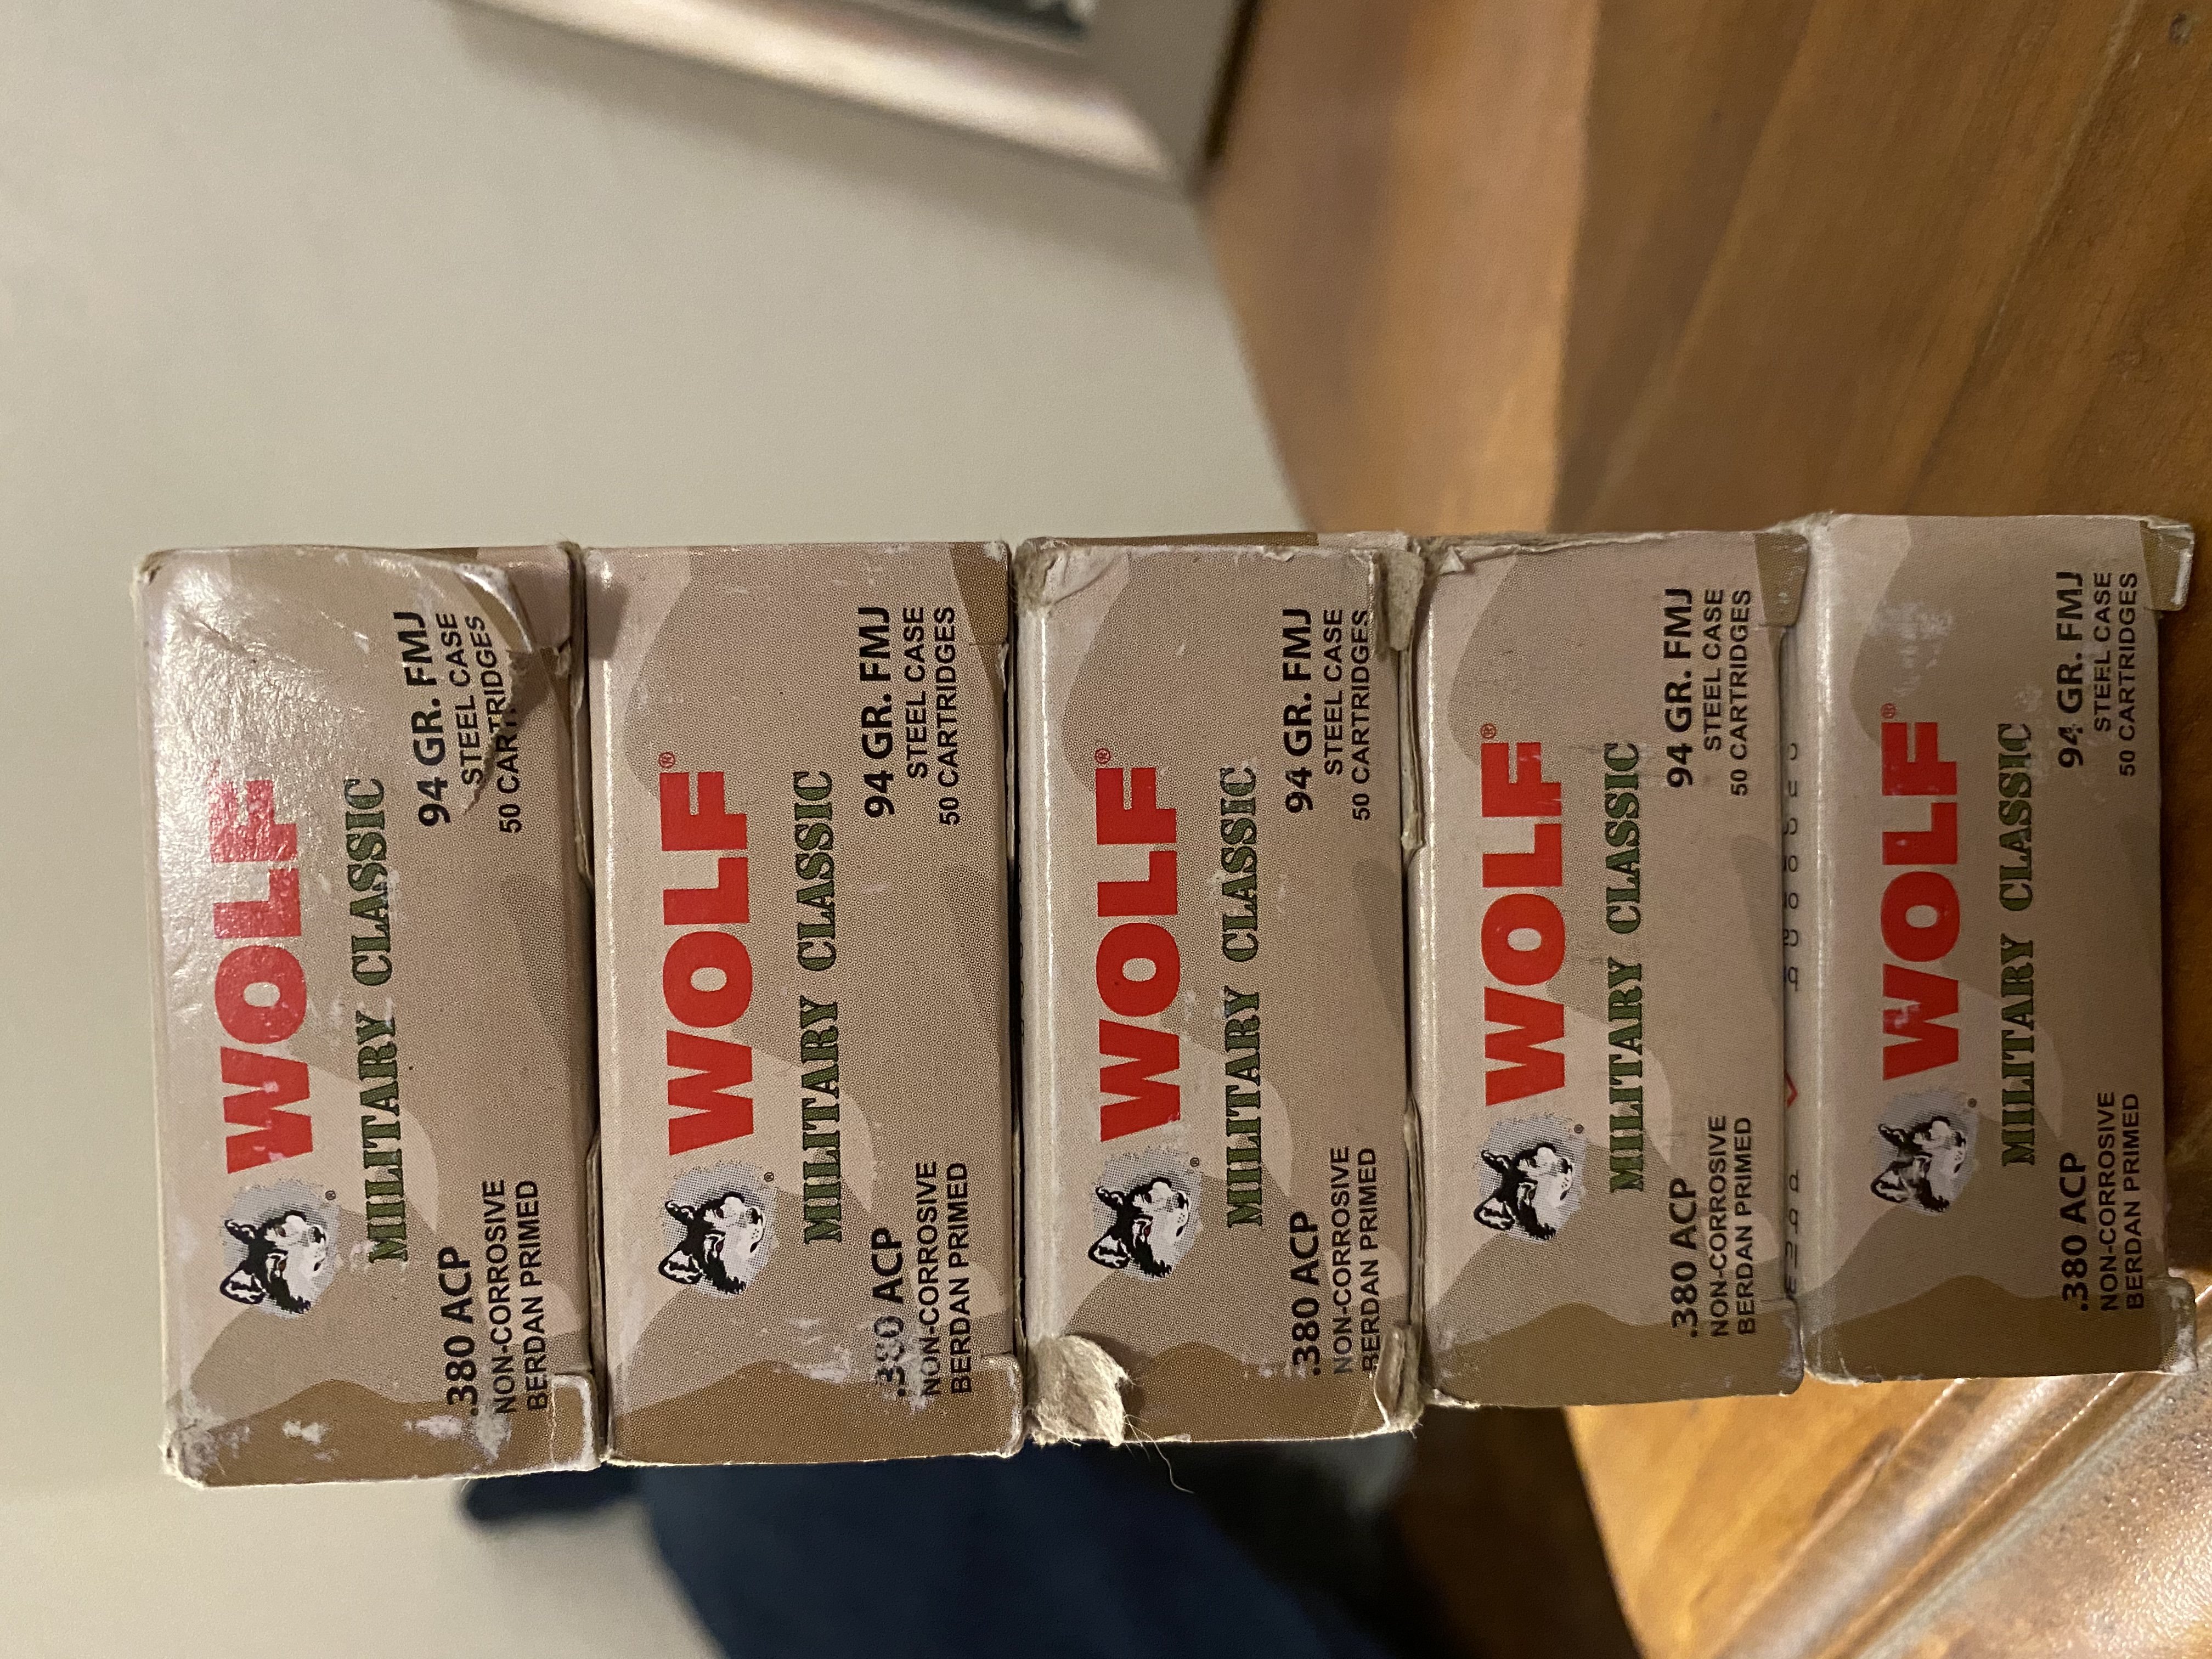 WOLF®
MILITARY CLASSIC
.380 ACP
NON-CORROSIVE
BERDAN PRIMED
94 GR. FMJ
STEEL CASE
50 CARTRIDGES
WOLF®
MILITARY CLASSIC
.380 ACP
NON-CORROSIVE
BERDAN PRIMED
94 GR. FMJ
STEEL CASE
50 CARTRIDGES
WOLF®
MILITARY CLASSIC
.380 ACP
NON-CORROSIVE
BERDAN PRIMED
94 GR. FMJ
STEEL CASE
50 CARTRIDGES
WOLF®
MILITARY CLASSIC
.380 ACP
NON-CORROSIVE
BERDAN PRIMED
94 GR. FMJ
STEEL CASE
50 CARTRIDGES
WOLF®
MILITARY CLASSIC
.380 ACP
NON-CORROSIVE
BERDAN PRIMED
94 GR. FMJ
STEEL CASE
50 CARTRIDGES